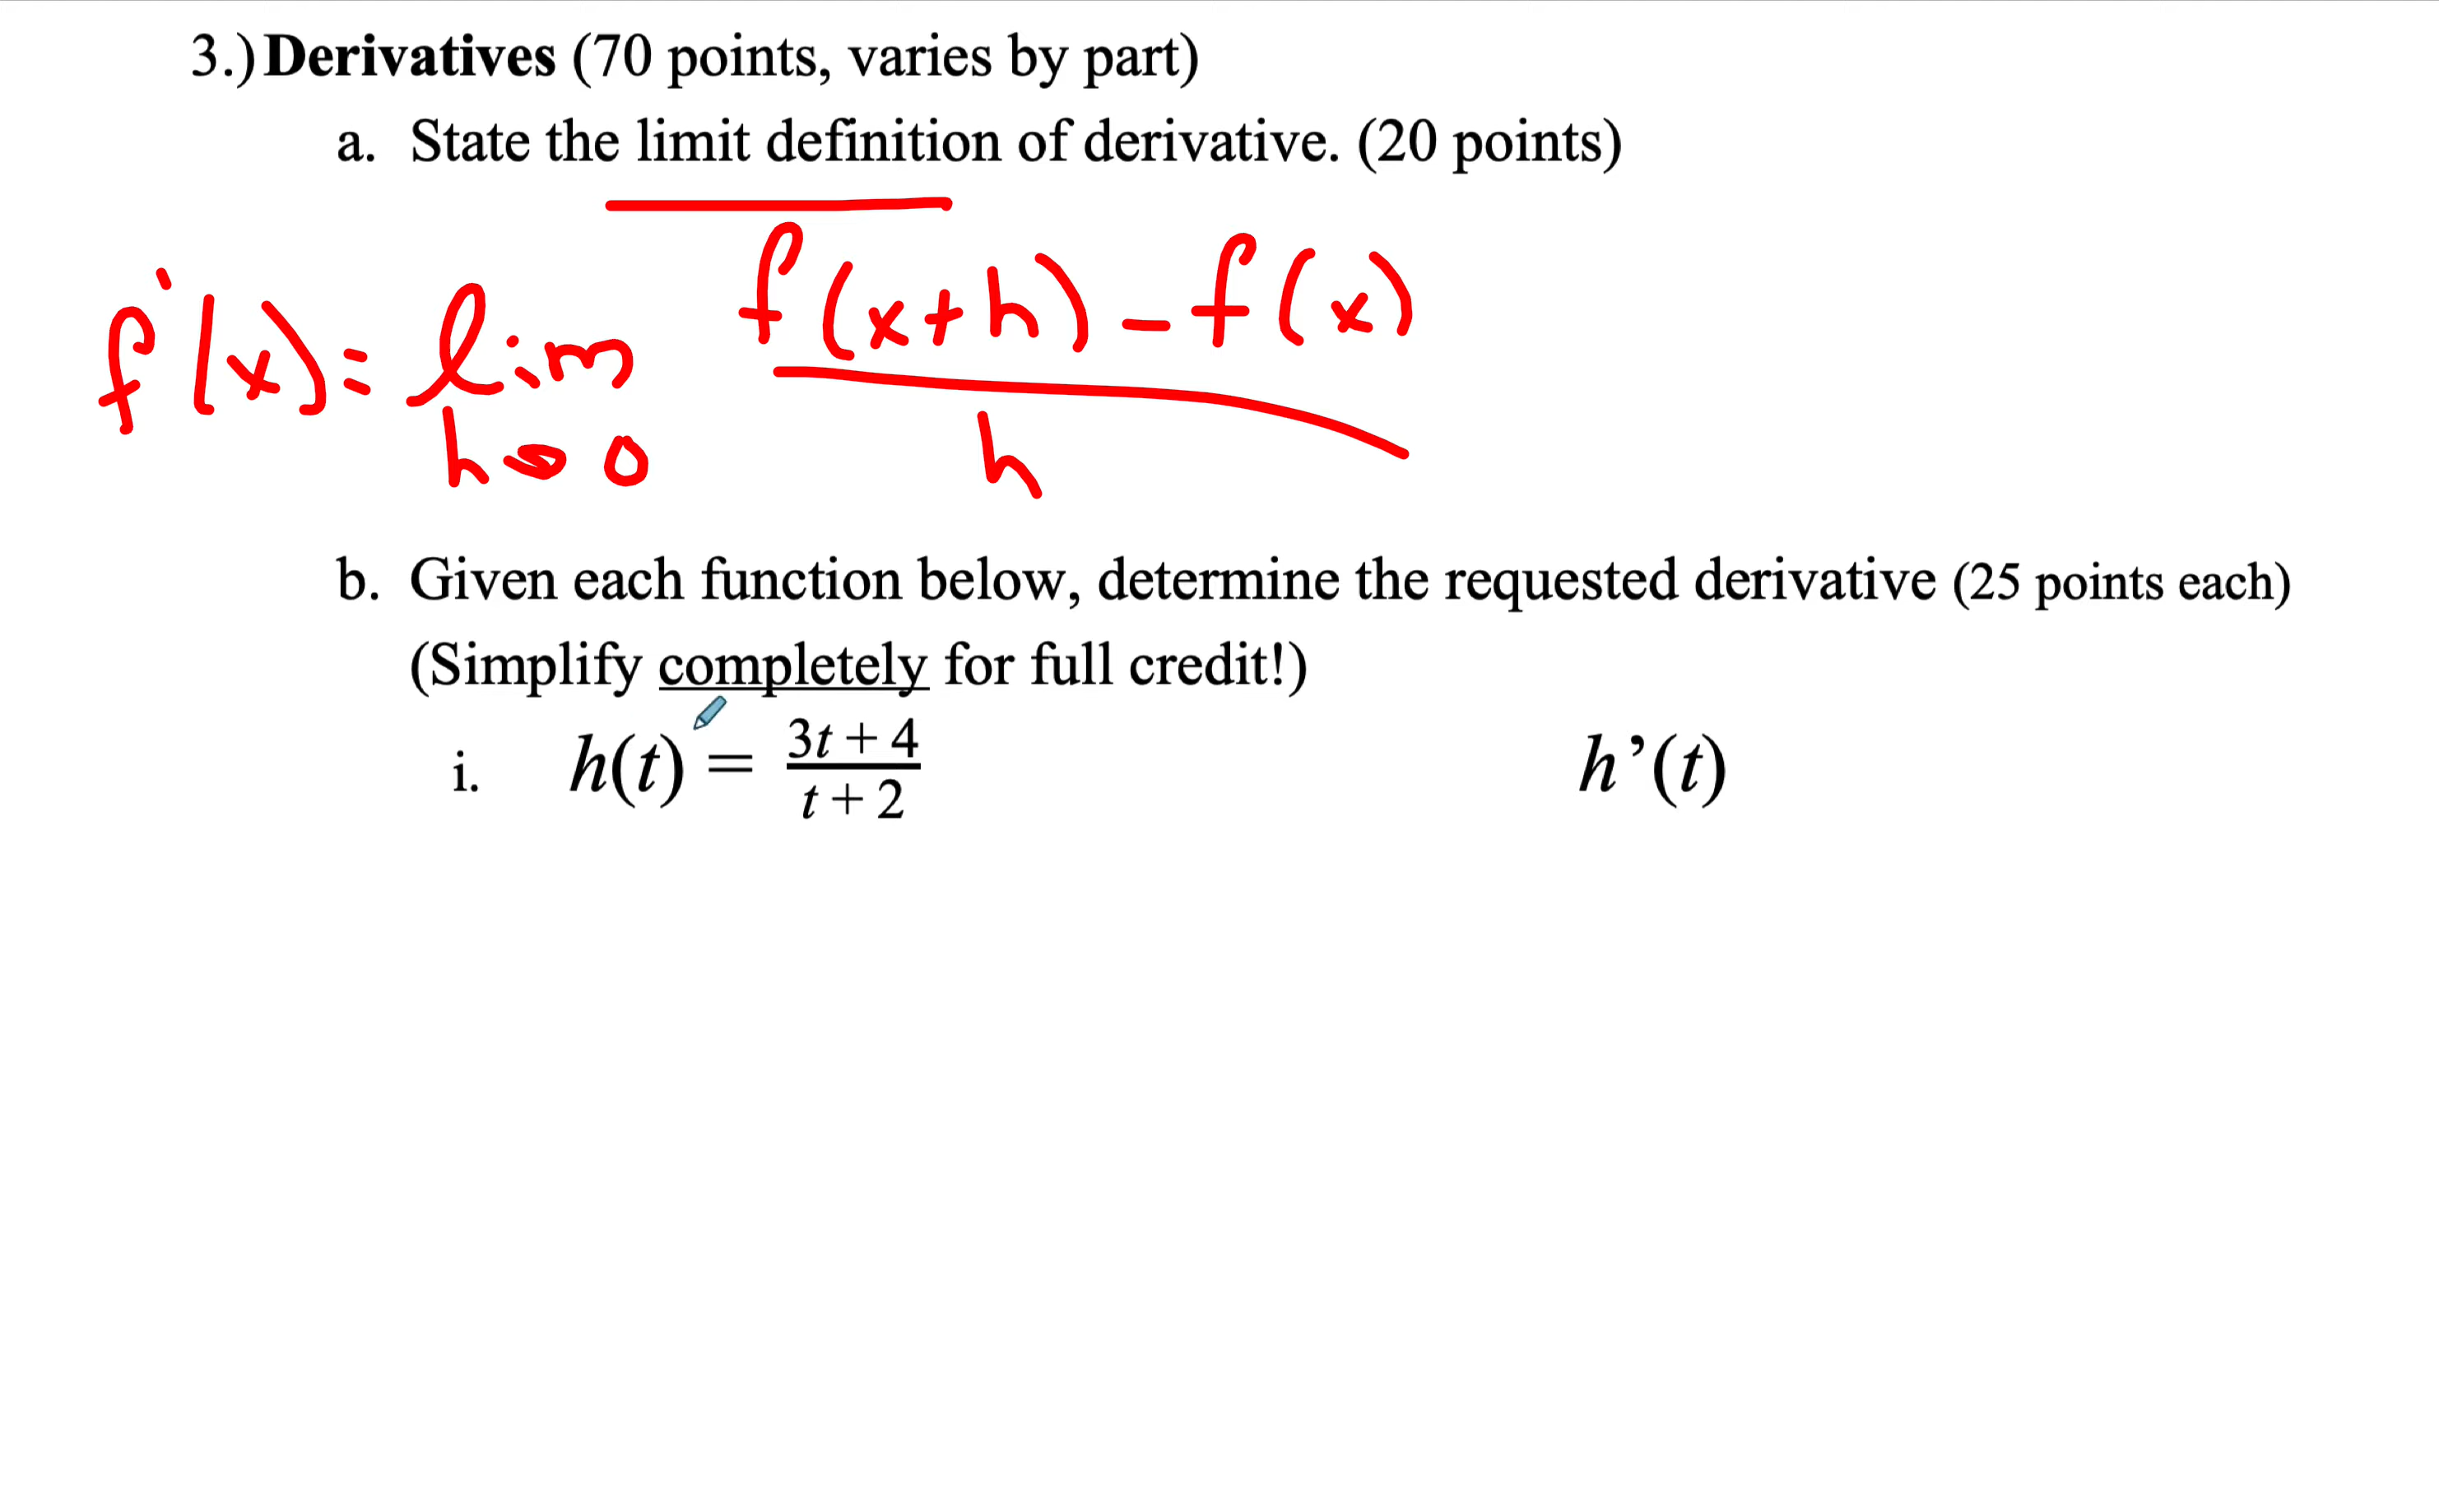 3.) Derivatives (70 points, varies by part)
a. State the limit definition of derivative. (20 points)
f'(x) = lim h→0 f(x+h) - f(x) / h
b. Given each function below, determine the requested derivative (25 points each)
(Simplify completely for full credit!)
i. h(t) = 3t + 4 / t + 2 h’(t)